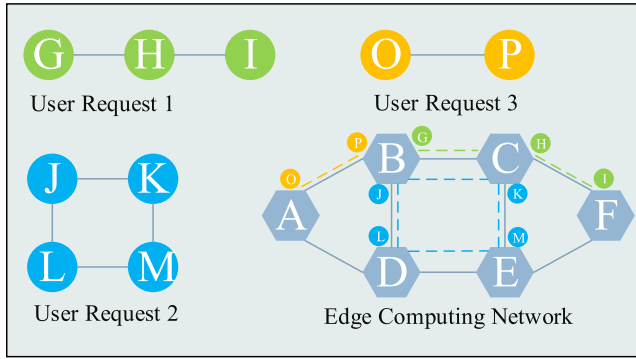 G H I
User Request 1
O P
User Request 3
J K
L M
User Request 2
P G H
B C
O J K I
A F
L M
D E
Edge Computing Network